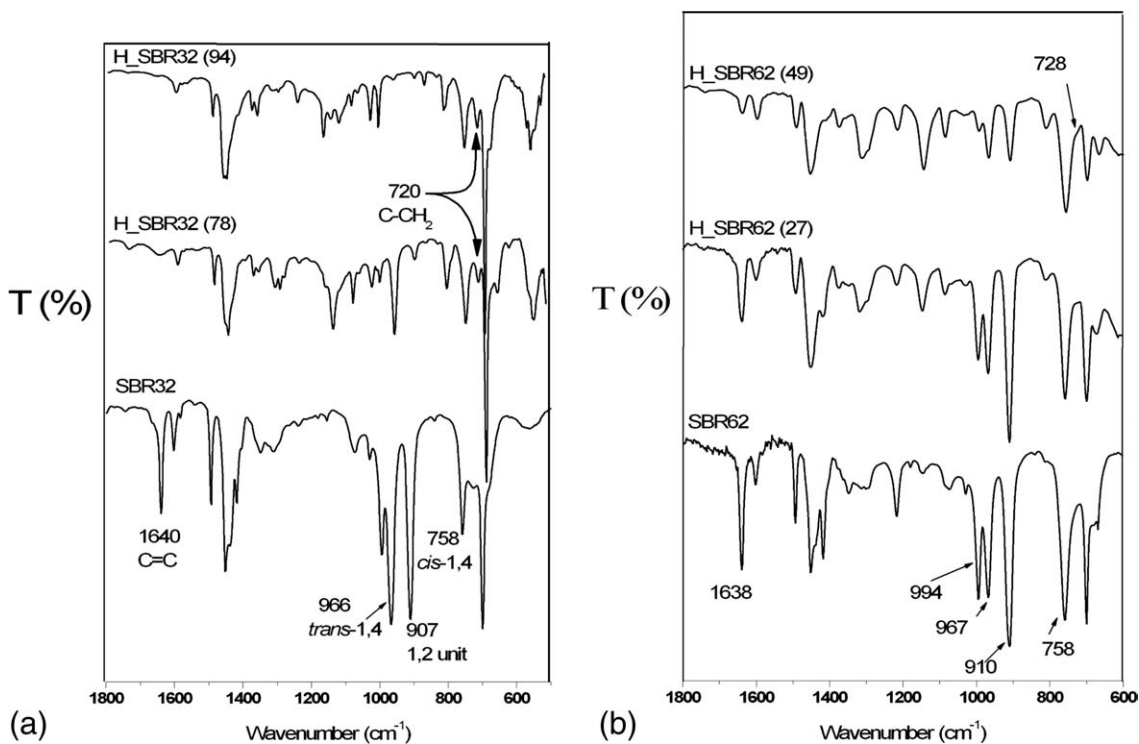 H_SBR32 (94)
720
C-CH2
H_SBR32 (78)
T (%)
SBR32
1640
C=C
758
cis-1,4
966
trans-1,4
907
1,2 unit
1800 1600 1400 1200 1000 800 600
Wavenumber (cm-1)
(a)
H_SBR62 (49)
728
H_SBR62 (27)
T (%)
SBR62
1638
994
967
910
758
1800 1600 1400 1200 1000 800 600
Wavenumber (cm-1)
(b)